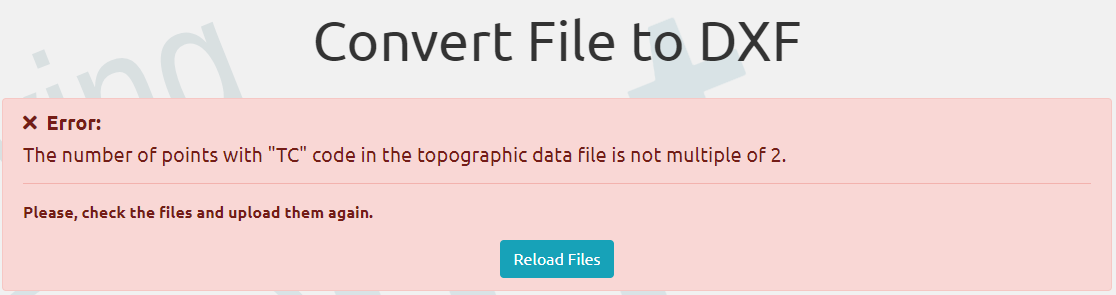 Convert File to DXF
Error:
The number of points with "TC" code in the topographic data file is not multiple of 2.
Please, check the files and upload them again.
Reload Files